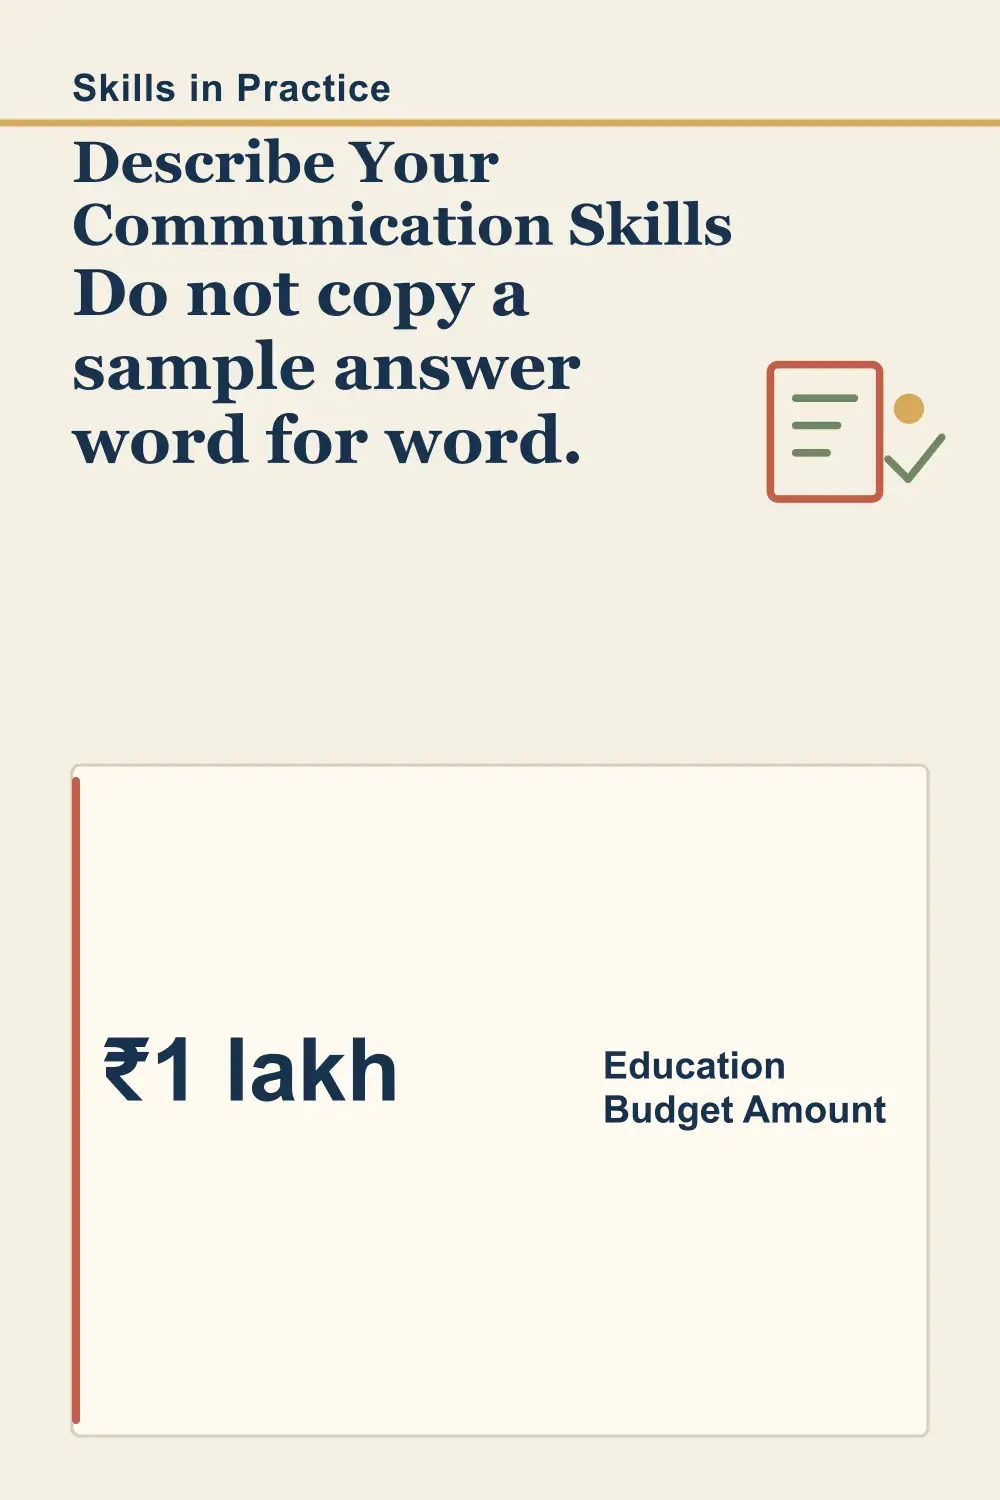 Skills in Practice
Describe Your
Communication Skills
Do not copy a
sample answer
word for word.
₹1 lakh
Education
Budget Amount